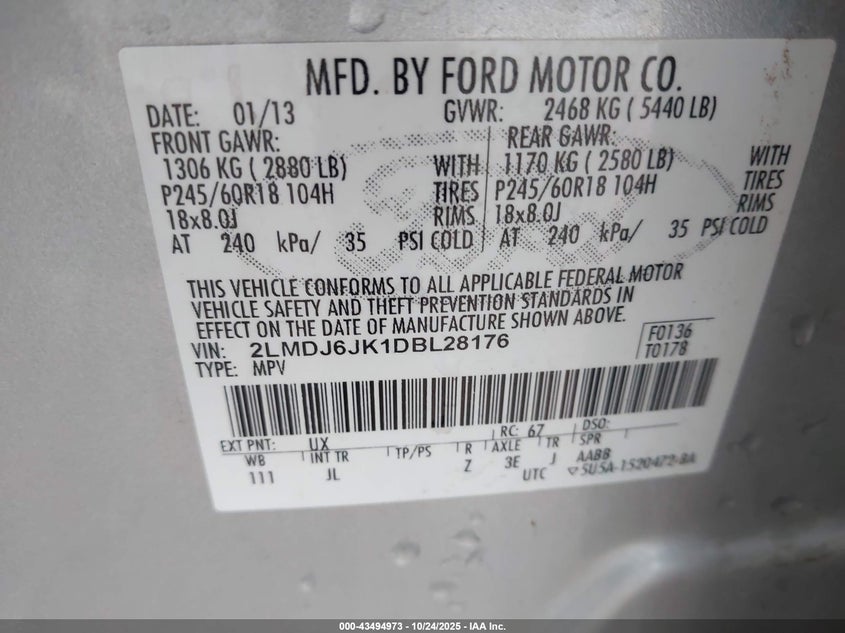 MFD. BY FORD MOTOR CO.
DATE: 01/13 GVWR: 2468 KG ( 5440 LB)
FRONT GAWR: REAR GAWR:
1306 KG ( 2880 LB) WITH 1170 KG ( 2580 LB) WITH
P245/60R18 104H TIRES P245/60R18 104H TIRES
18x8.0J RIMS 18x8.0J RIMS
AT 240 kPa/ 35 PSI COLD AT 240 kPa/ 35 PSI COLD
THIS VEHICLE CONFORMS TO ALL APPLICABLE FEDERAL MOTOR
VEHICLE SAFETY AND THEFT PREVENTION STANDARDS IN
EFFECT ON THE DATE OF MANUFACTURE SHOWN ABOVE.
VIN: 2LMDJ6JK1DBL28176 F0136
TYPE: MPV T0178
EXT PNT: UX RC: 67 DSO:
WB INT TR TP/PS R AXLE TR SPR
111 JL Z 3E J AABB
UTC 5U5A-1520472-BA
000-43494973 | 10/24/2025 | IAA Inc.